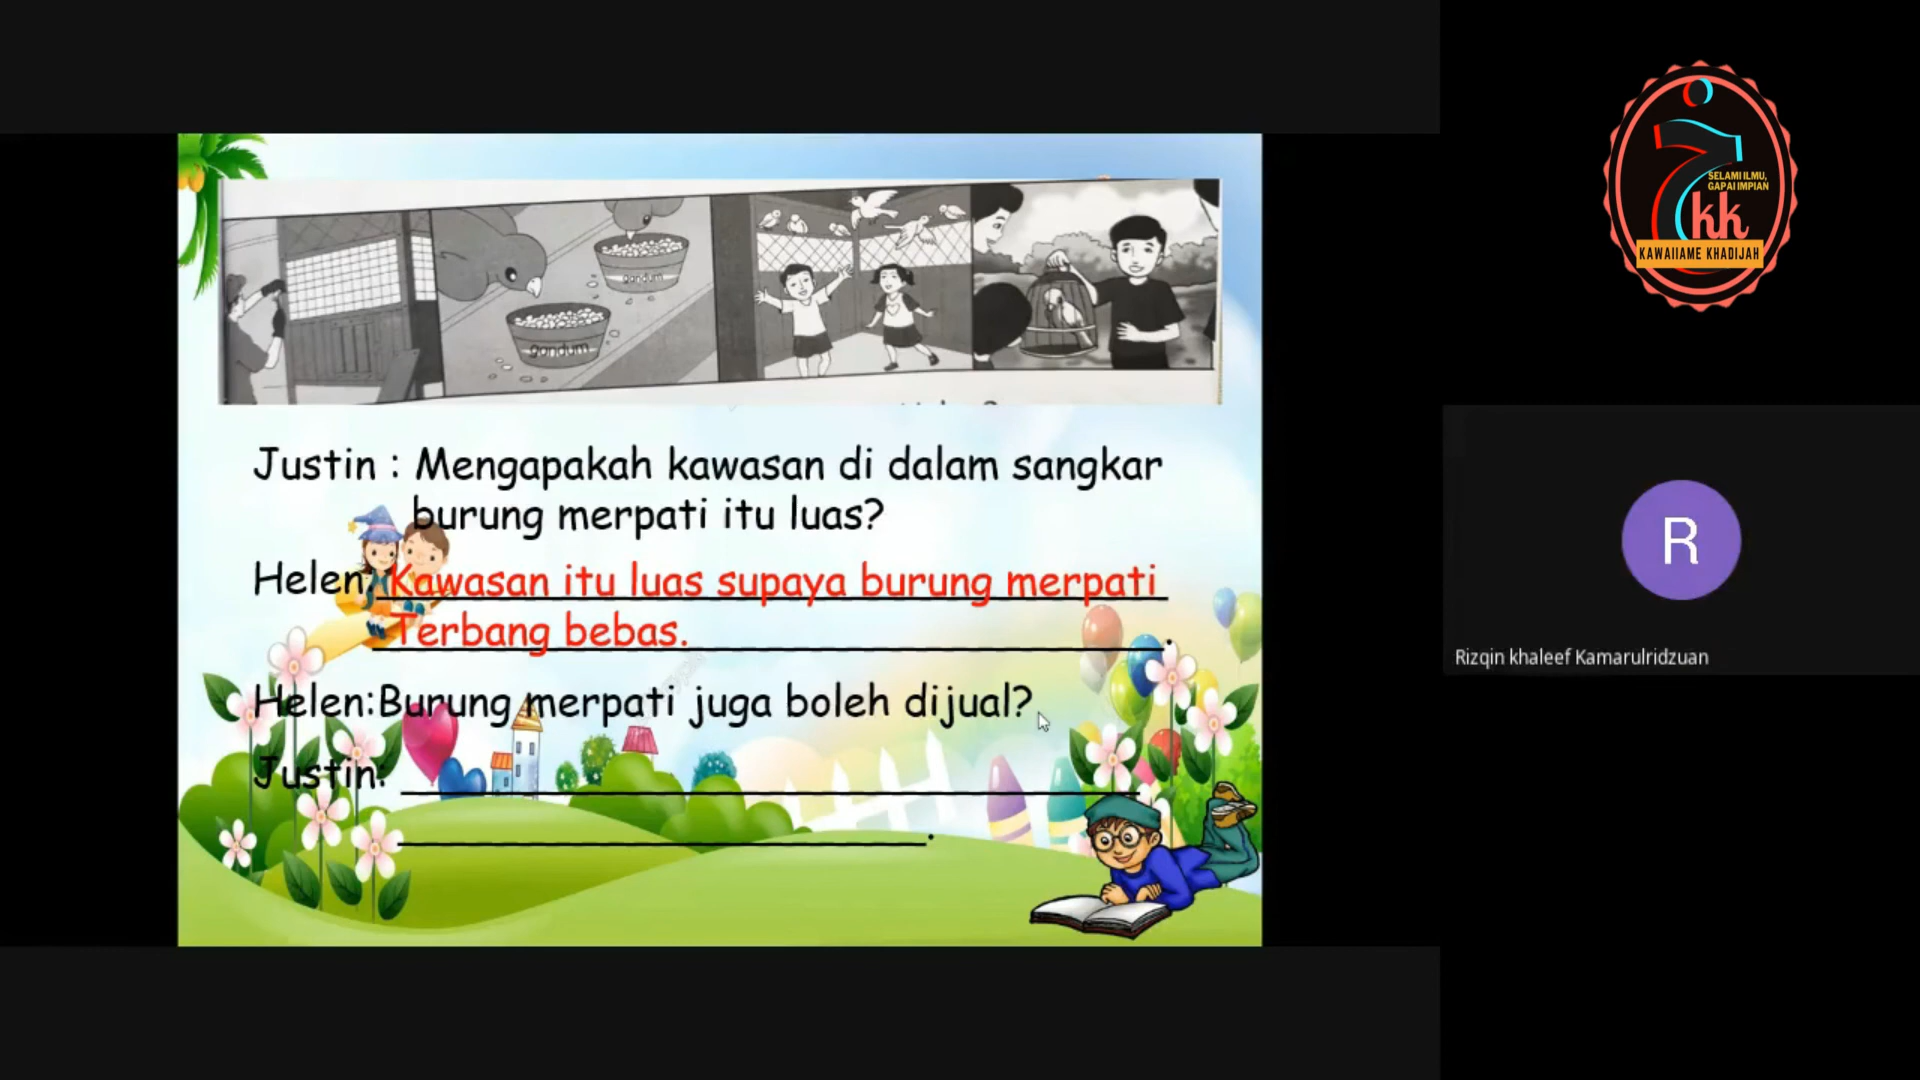 SELAMI ILMU,
GAPAI IMPIAN
kk
KAWAIIAME KHADIJAH
gandum
gandum
Justin : Mengapakah kawasan di dalam sangkar
burung merpati itu luas?
Helen: Kawasan itu luas supaya burung merpati
Terbang bebas.
Helen:Burung merpati juga boleh dijual?
Justin:
R
Rizqin khaleef Kamarulridzuan